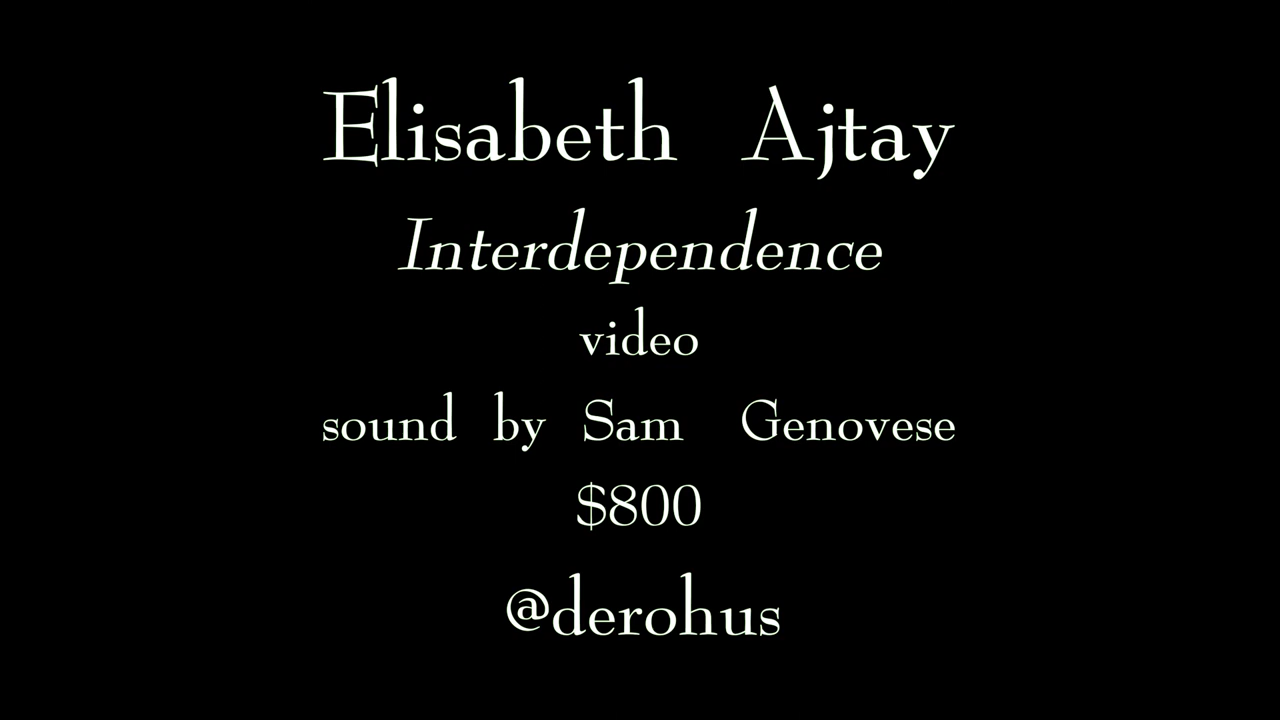 Elisabeth Ajtay
Interdependence
video
sound by Sam Genovese
$800
@derohus